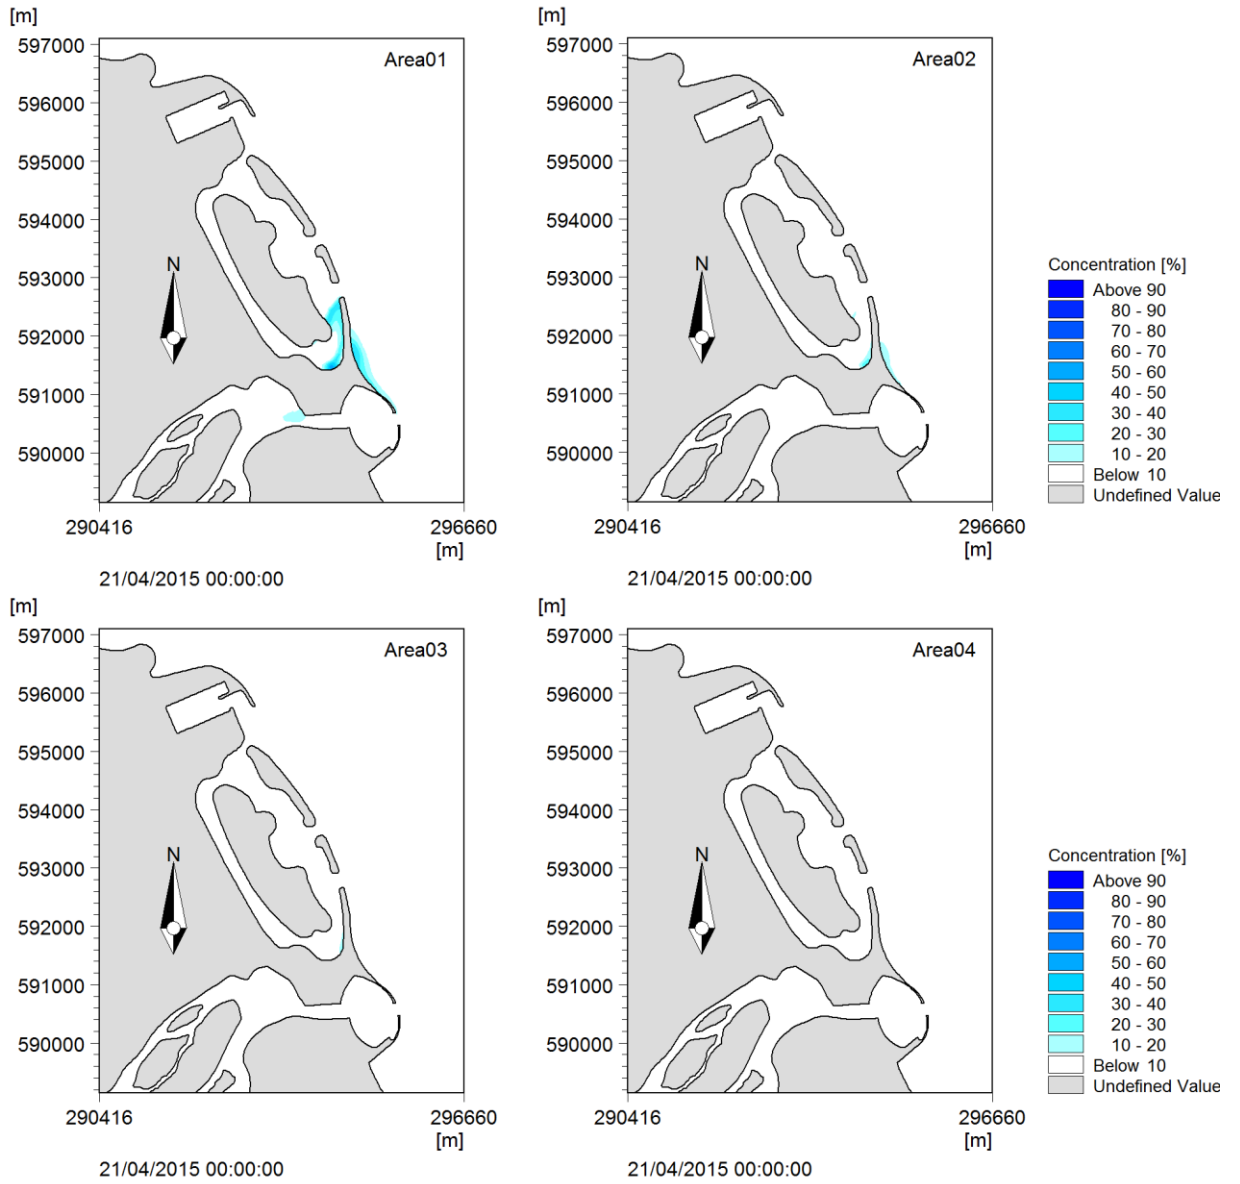 [m]
597000
596000
595000
594000
593000
592000
591000
590000
Area01
N
290416
296660
[m]
21/04/2015 00:00:00
[m]
597000
596000
595000
594000
593000
592000
591000
590000
Area02
N
290416
296660
[m]
21/04/2015 00:00:00
Concentration [%]
Above 90
80 - 90
70 - 80
60 - 70
50 - 60
40 - 50
30 - 40
20 - 30
10 - 20
Below 10
Undefined Value
[m]
597000
596000
595000
594000
593000
592000
591000
590000
Area03
N
290416
296660
[m]
21/04/2015 00:00:00
[m]
597000
596000
595000
594000
593000
592000
591000
590000
Area04
N
290416
296660
[m]
21/04/2015 00:00:00
Concentration [%]
Above 90
80 - 90
70 - 80
60 - 70
50 - 60
40 - 50
30 - 40
20 - 30
10 - 20
Below 10
Undefined Value